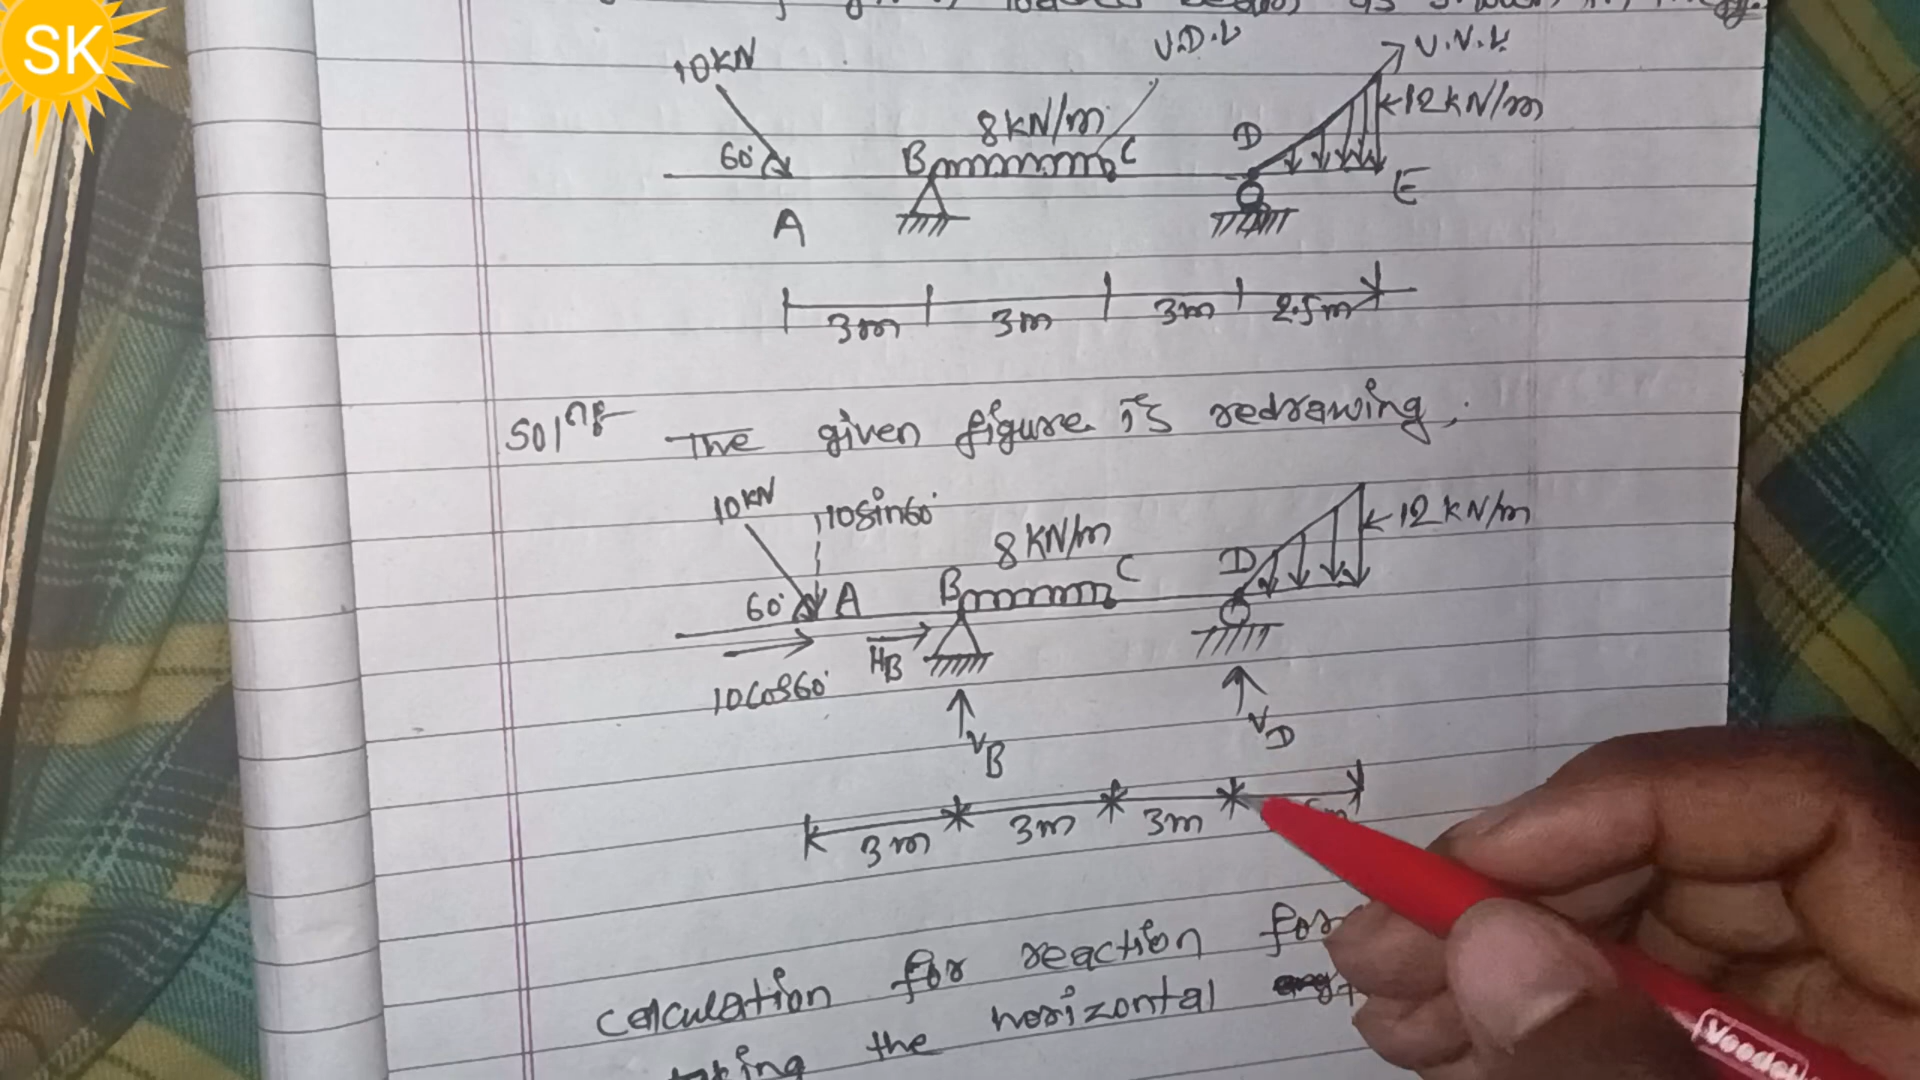 SK
10KN
U.D.L
U.V.L
8KN/m
12KN/m
60°
B
C
D
E
A
3m 3m 3m 2.5m
Sol The given figure is redrawing.
10KN
10sin60°
8KN/m
12KN/m
60°
A
B
C
D
10cos60°
HB
VB
VD
3m 3m 3m
calculation for reaction for
the horizontal